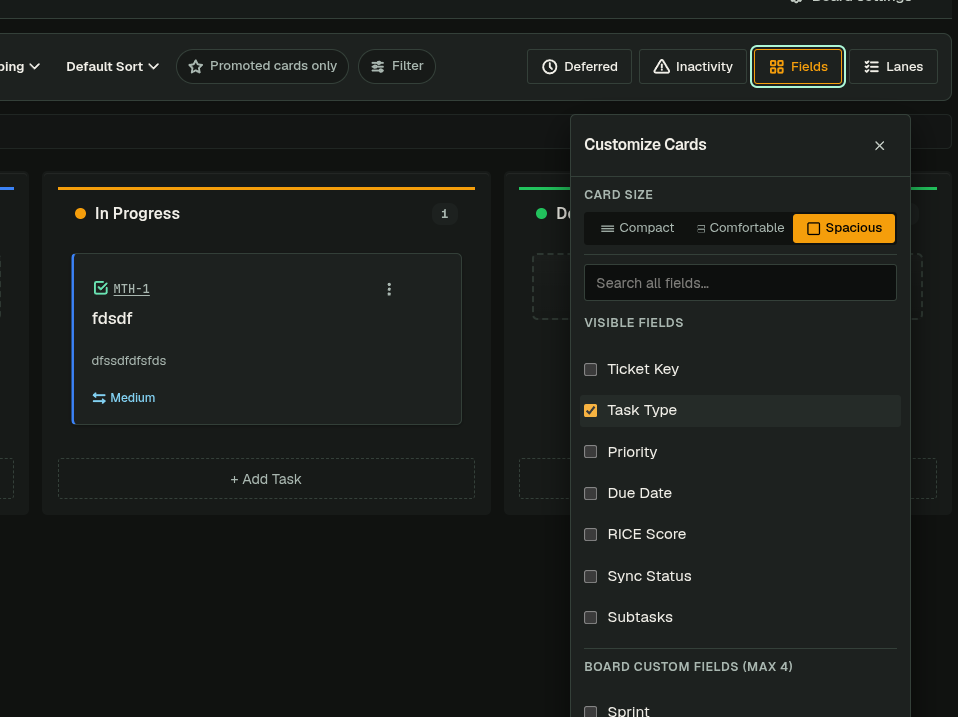 Default Sort
Promoted cards only
Filter
Deferred
Inactivity
Fields
Lanes
Customize Cards
CARD SIZE
Compact
Comfortable
Spacious
Search all fields...
VISIBLE FIELDS
Ticket Key
Task Type
Priority
Due Date
RICE Score
Sync Status
Subtasks
BOARD CUSTOM FIELDS (MAX 4)
Sprint
In Progress
1
MTH-1
fdsdf
dfssdfdfsfds
Medium
+ Add Task